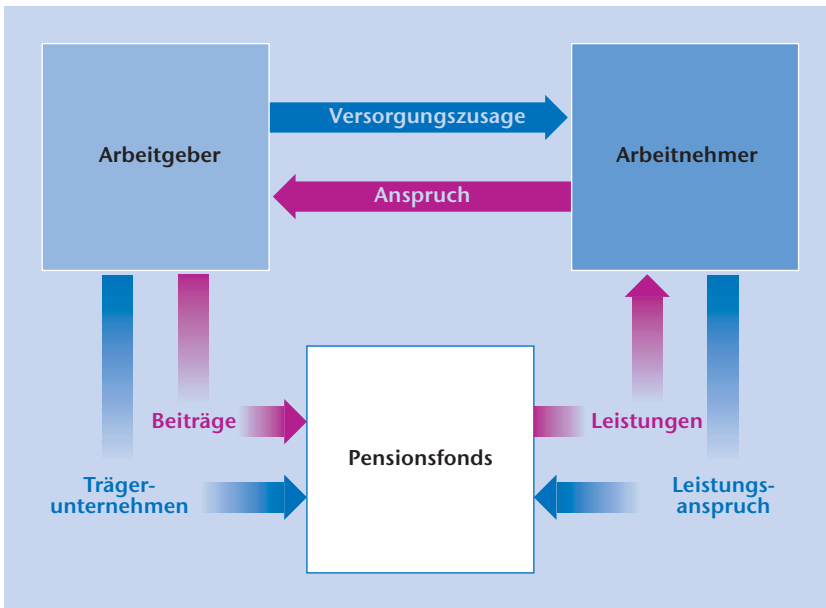 Versorgungszusage
Arbeitgeber
Arbeitnehmer
Anspruch
Beiträge
Leistungen
Pensionsfonds
Träger-
unternehmen
Leistungs-
anspruch